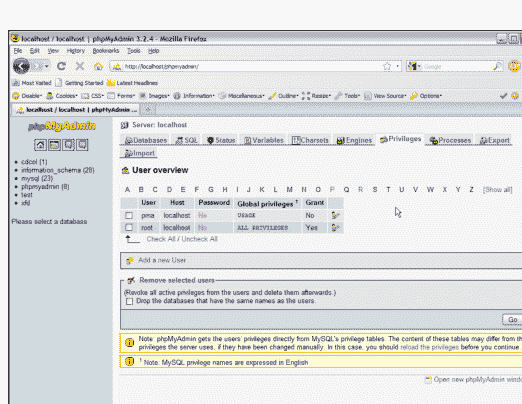 localhost / localhost | phpMyAdmin 3.2.4 - Mozilla Firefox
File Edit View History Bookmarks Tools Help
http://localhost/phpmyadmin/
Google
Most Visited Getting Started Latest Headlines
Disable Cookies CSS Forms Images Information Miscellaneous Outline Resize Tools View Source Options
localhost / localhost | phpMyAdmin ...
phpMyAdmin
cdcol (1)
information_schema (28)
mysql (23)
phpmyadmin (8)
test
Please select a database
Server: localhost
Databases SQL Status Variables Charsets Engines Privileges Processes Export
Import
User overview
A B C D E F G H I J K L M N O P Q R S T U V W X Y Z [Show all]
User Host Password Global privileges 1 Grant
pma localhost No USAGE No
root localhost No ALL PRIVILEGES Yes
Check All / Uncheck All
Add a new User
Remove selected users
(Revoke all active privileges from the users and delete them afterwards.)
Drop the databases that have the same names as the users.
Go
Note: phpMyAdmin gets the users' privileges directly from MySQL's privilege tables. The content of these tables may differ from th
privileges the server uses, if they have been changed manually. In this case, you should reload the privileges before you continue.
1 Note: MySQL privilege names are expressed in English
Open new phpMyAdmin windo